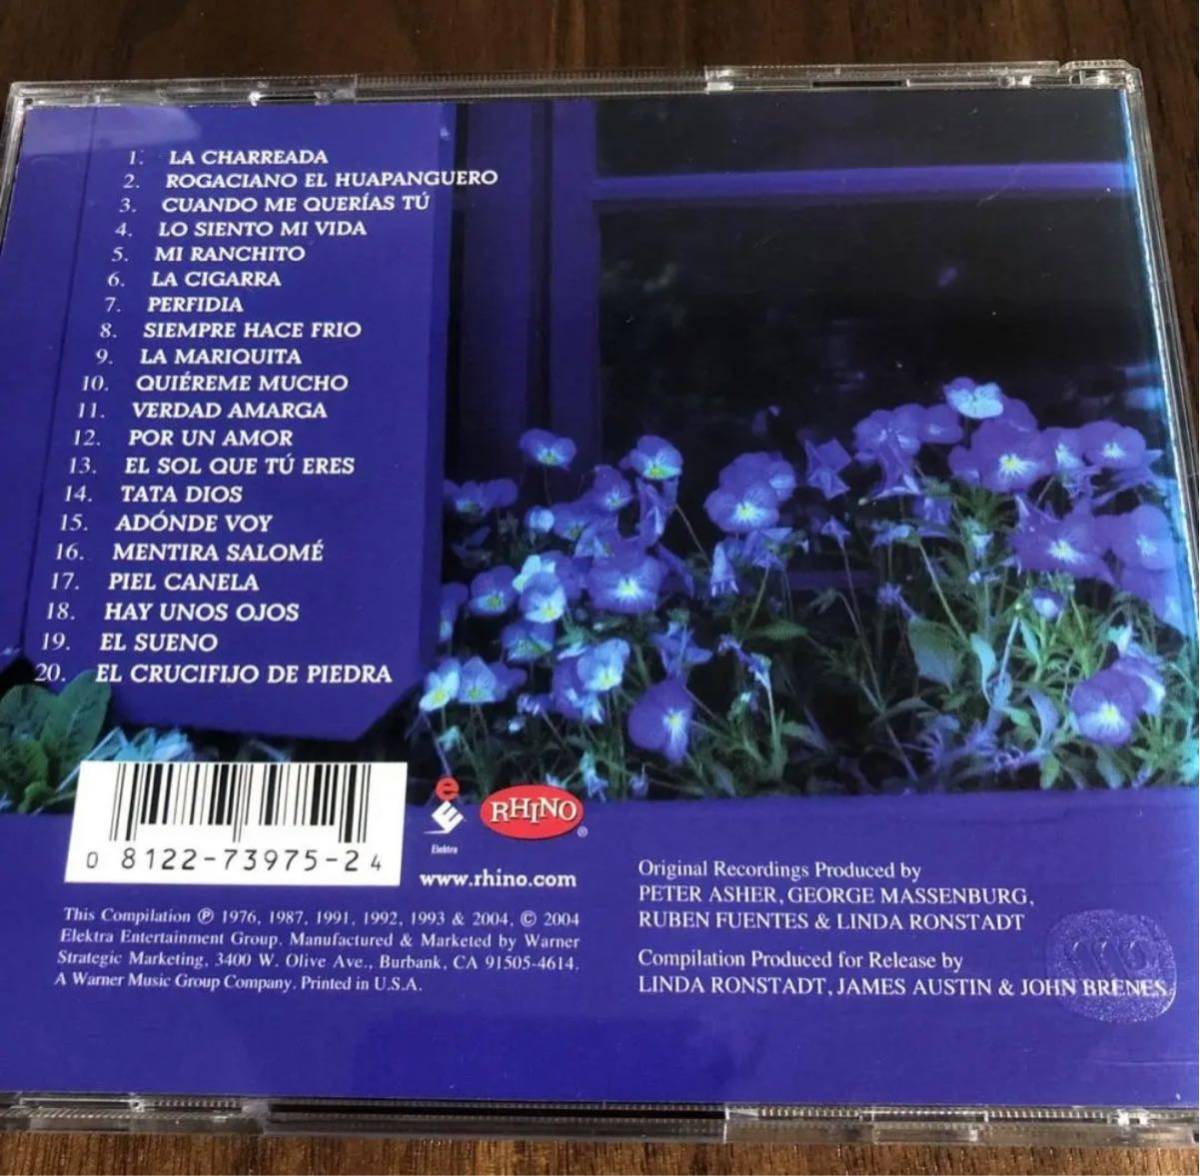 1. LA CHARREADA
2. ROGACIANO EL HUAPANGUERO
3. CUANDO ME QUERÍAS TÚ
4. LO SIENTO MI VIDA
5. MI RANCHITO
6. LA CIGARRA
7. PERFIDIA
8. SIEMPRE HACE FRIO
9. LA MARIQUITA
10. QUIÉREME MUCHO
11. VERDAD AMARGA
12. POR UN AMOR
13. EL SOL QUE TÚ ERES
14. TATA DIOS
15. ADÓNDE VOY
16. MENTIRA SALOMÉ
17. PIEL CANELA
18. HAY UNOS OJOS
19. EL SUENO
20. EL CRUCIFIJO DE PIEDRA
0 8122-73975-2 4
e
Elektra
RHINO®
www.rhino.com
This Compilation ℗ 1976, 1987, 1991, 1992, 1993 & 2004, © 2004
Elektra Entertainment Group. Manufactured & Marketed by Warner
Strategic Marketing, 3400 W. Olive Ave., Burbank, CA 91505-4614.
A Warner Music Group Company. Printed in U.S.A.
Original Recordings Produced by
PETER ASHER, GEORGE MASSENBURG,
RUBEN FUENTES & LINDA RONSTADT
Compilation Produced for Release by
LINDA RONSTADT, JAMES AUSTIN & JOHN BRENES